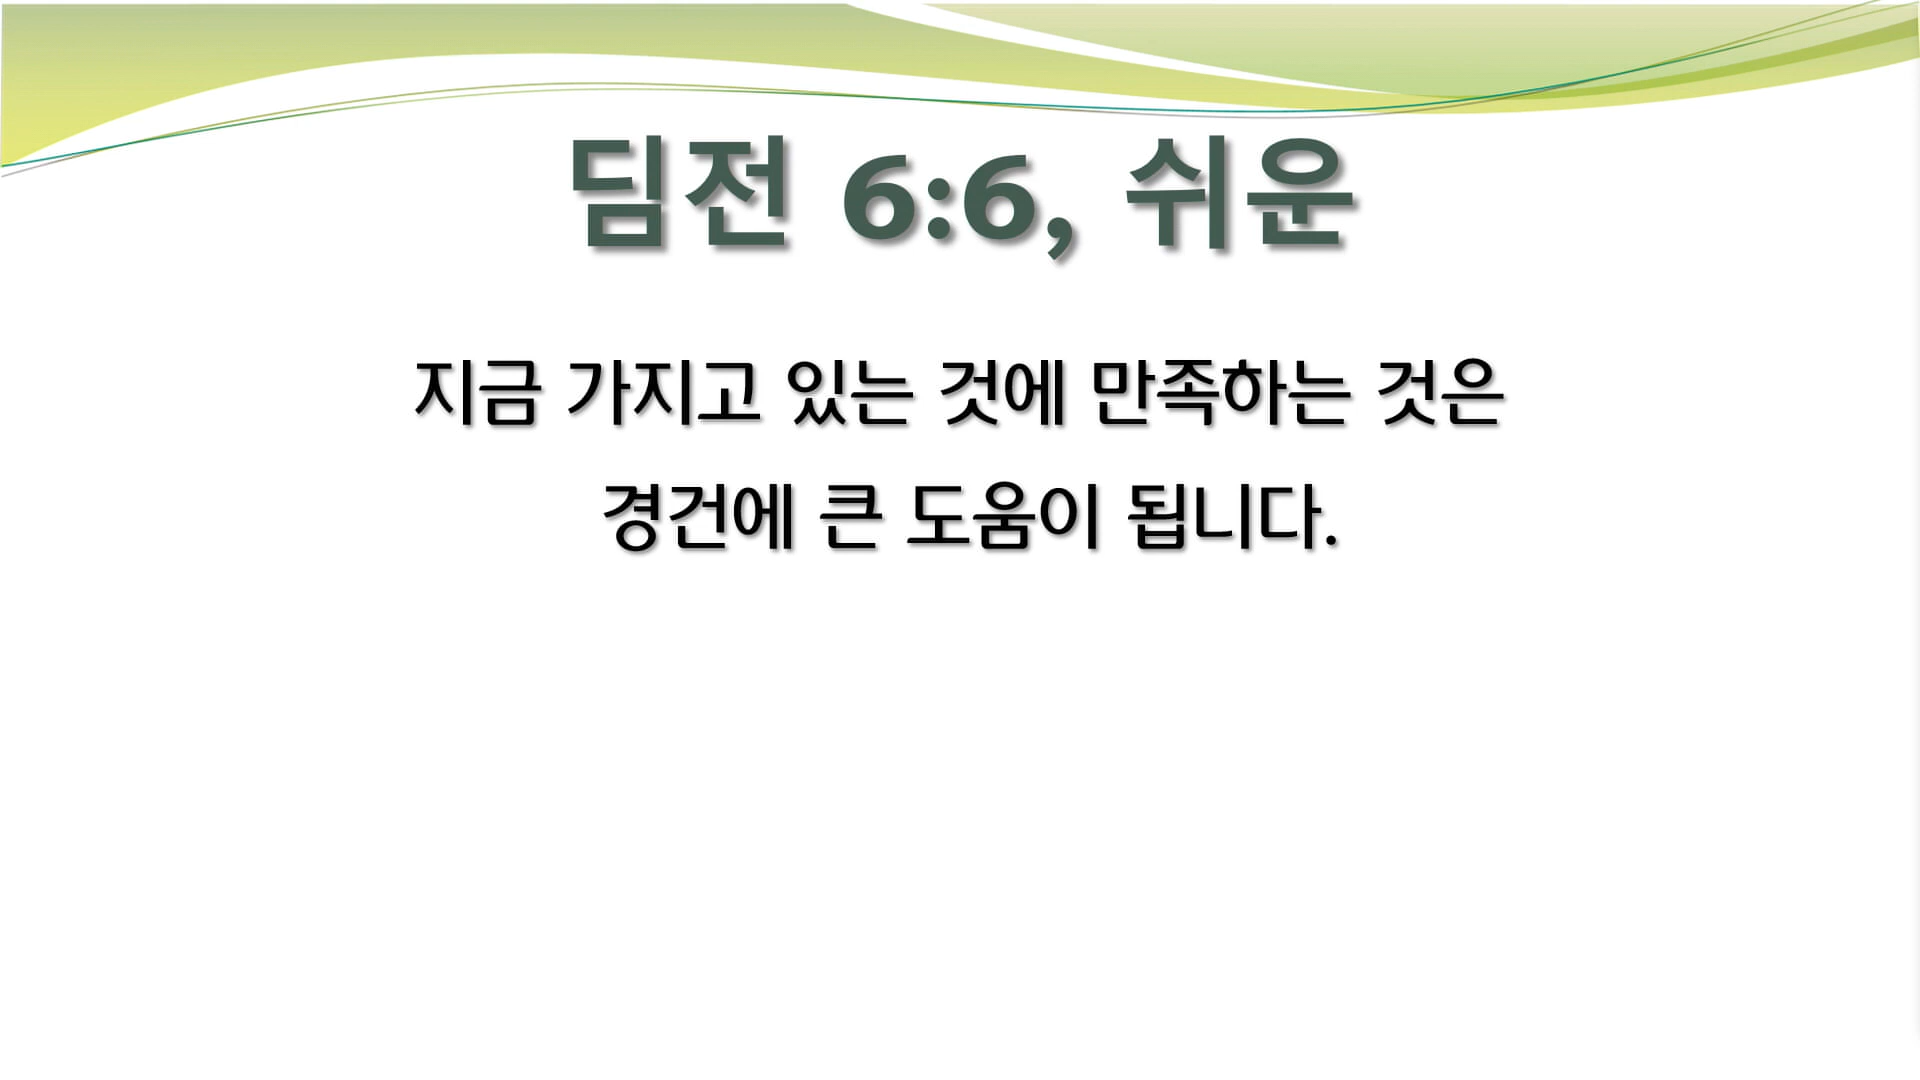 딤전 6:6, 쉬운
지금 가지고 있는 것에 만족하는 것은
경건에 큰 도움이 됩니다.